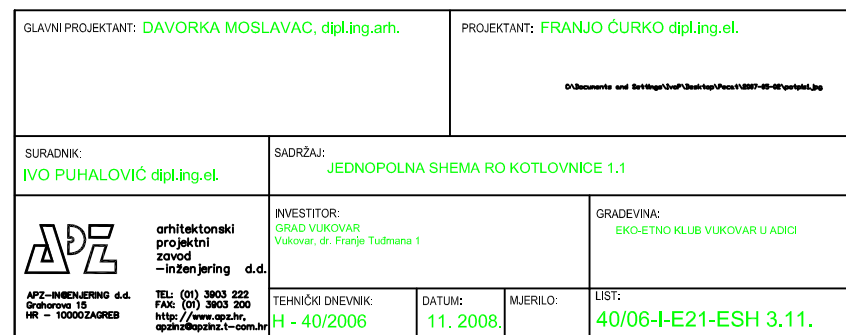 GLAVNI PROJEKTANT: DAVORKA MOSLAVAC, dipl.ing.arh.
PROJEKTANT: FRANJO ĆURKO dipl.ing.el.
C:\Documents and Settings\IvoP\Desktop\Pecat\2007-05-02\potpisi.jpg
SURADNIK:
IVO PUHALOVIĆ dipl.ing.el.
SADRŽAJ:
JEDNOPOLNA SHEMA RO KOTLOVNICE 1.1
APZ
arhitektonski
projektni
zavod
-inženjering d.d.
INVESTITOR:
GRAD VUKOVAR
Vukovar, dr. Franje Tuđmana 1
GRAĐEVINA:
EKO-ETNO KLUB VUKOVAR U ADICI
APZ-INŽENJERING d.d.
Grahorova 15
HR - 10000 ZAGREB
TEL: (01) 3903 222
FAX: (01) 3903 200
http://www.apz.hr,
apzinz@apzinz.t-com.hr
TEHNIČKI DNEVNIK:
H - 40/2006
DATUM:
11. 2008.
MJERILO:
LIST:
40/06-I-E21-ESH 3.11.